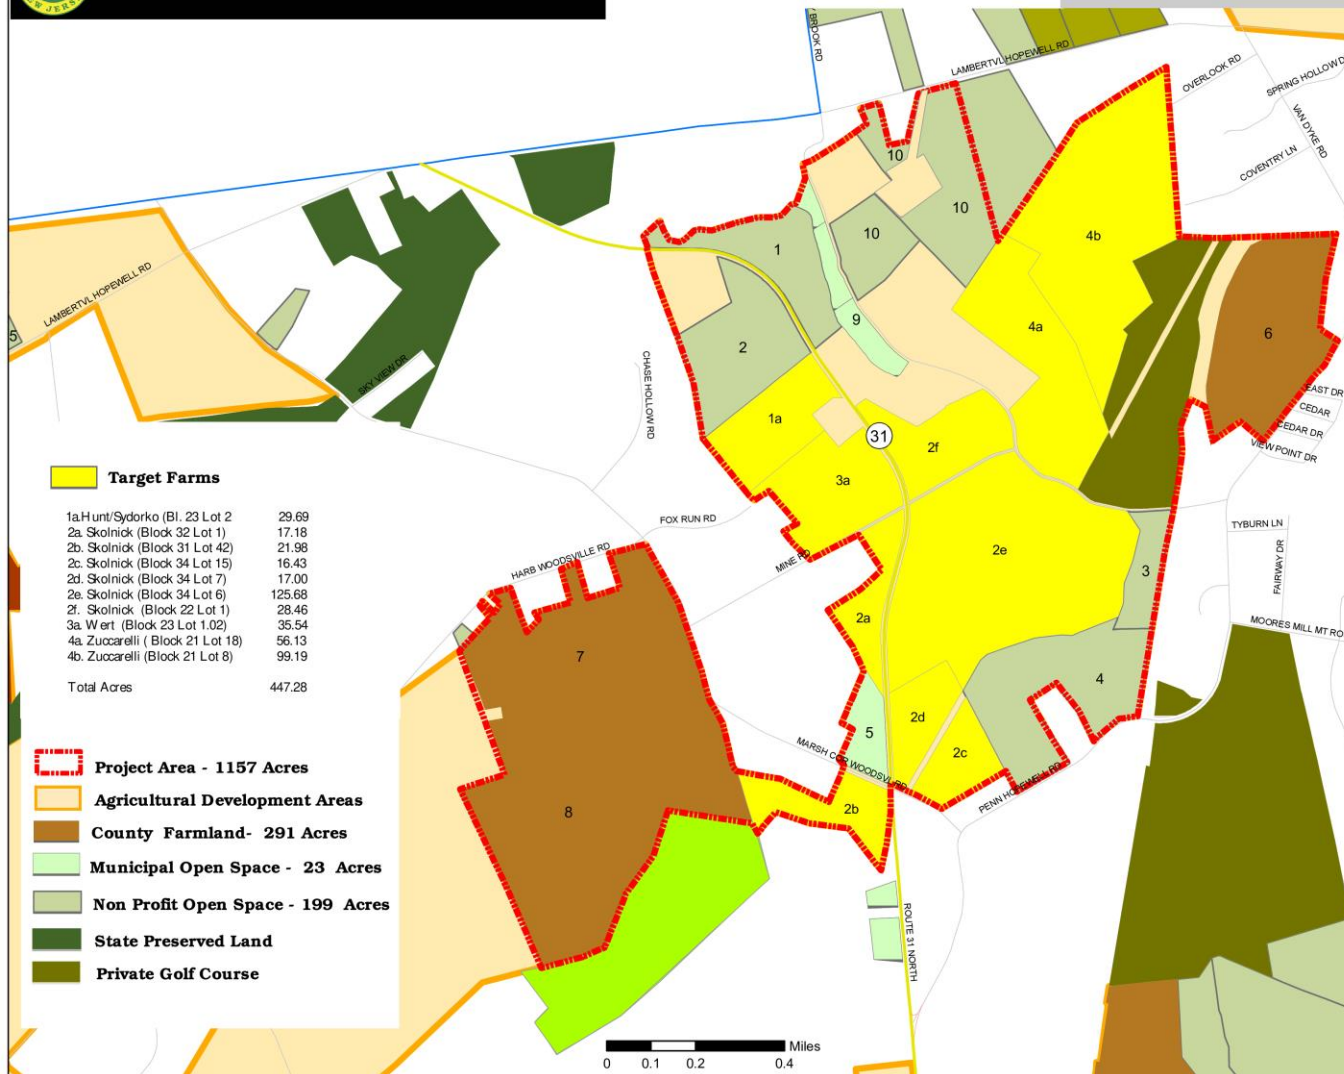 NEW JERSEY
BROOK RD
LAMBERTVL HOPEWELL RD
OVERLOOK RD
SPRING HOLLOW D
VAN DYKE RD
COVENTRY LN
10
10
10
1
4b
LAMBERTVL HOPEWELL RD
5
SKY VIEW DR
CHASE HOLLOW RD
2
9
4a
6
EAST DR
CEDAR
CEDAR DR
VIEW POINT DR
1a
31
2f
3a
Target Farms
1a.Hunt/Sydorko (Bl. 23 Lot 2 29.69
2a. Skolnick (Block 32 Lot 1) 17.18
2b. Skolnick (Block 31 Lot 42) 21.98
2c. Skolnick (Block 34 Lot 15) 16.43
2d. Skolnick (Block 34 Lot 7) 17.00
2e. Skolnick (Block 34 Lot 6) 125.68
2f. Skolnick (Block 22 Lot 1) 28.46
3a. Wert (Block 23 Lot 1.02) 35.54
4a. Zuccarelli ( Block 21 Lot 18) 56.13
4b. Zuccarelli (Block 21 Lot 8) 99.19
Total Acres 447.28
FOX RUN RD
HARB WOODSVILLE RD
MINE RD
2e
TYBURN LN
FAIRWAY DR
3
2a
MOORES MILL MT RO
7
4
2d
5
2c
MARSH COR WOODSVL RD
PENN HOPEWELL RD
2b
8
Project Area - 1157 Acres
Agricultural Development Areas
County Farmland- 291 Acres
Municipal Open Space - 23 Acres
Non Profit Open Space - 199 Acres
State Preserved Land
Private Golf Course
ROUTE 31 NORTH
Miles
0 0.1 0.2 0.4